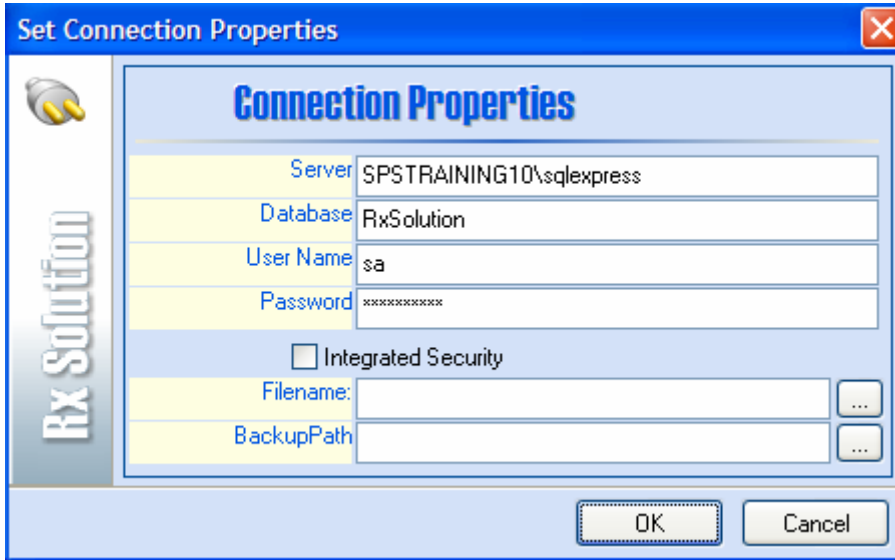 Set Connection Properties
Rx Solution
Connection Properties
Server SPSTRAINING10\sqlexpress
Database RxSolution
User Name sa
Password **********
Integrated Security
Filename: ...
BackupPath ...
OK Cancel